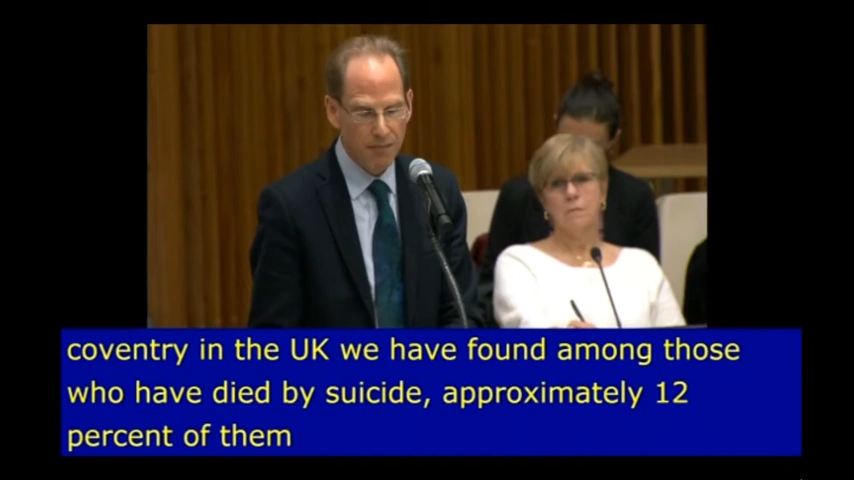 coventry in the UK we have found among those
who have died by suicide, approximately 12
percent of them